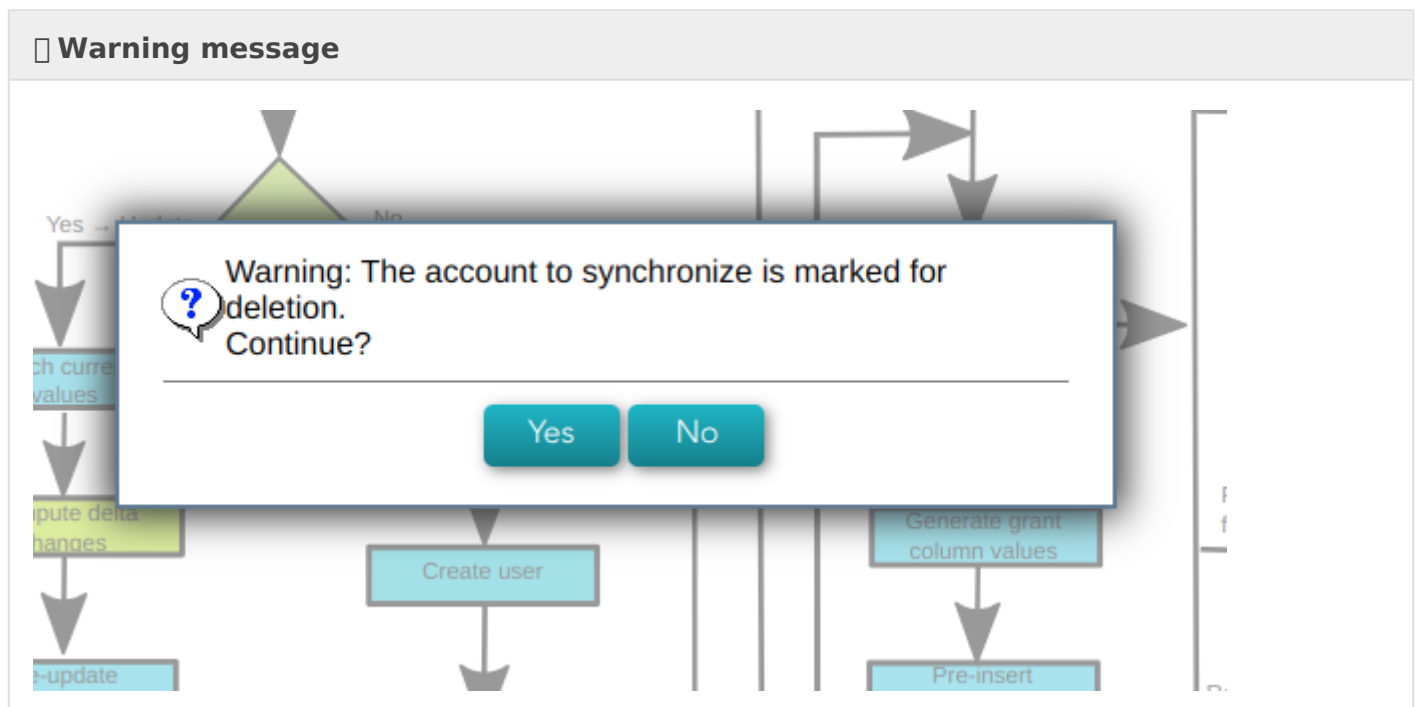 Warning message
Yes → Update
No
Warning: The account to synchronize is marked for
deletion.
Continue?
Yes No
values
Create user
Generate grant
column values
Pre-insert